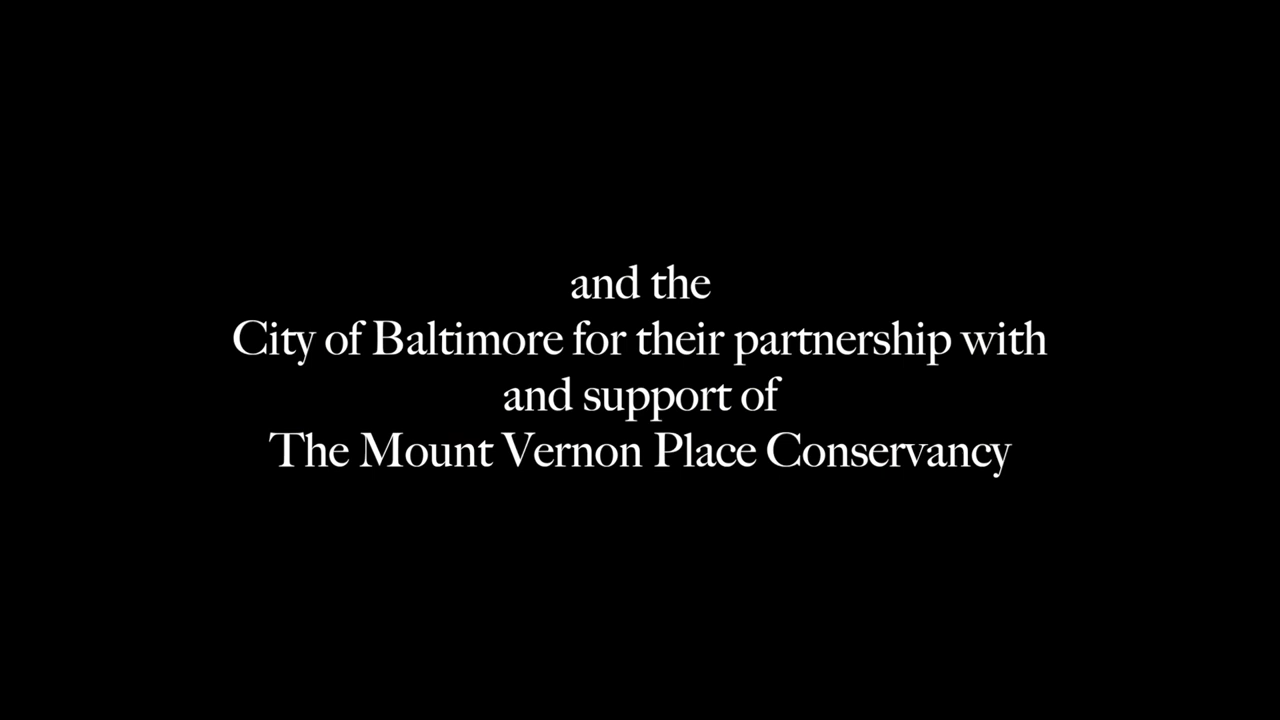 and the
City of Baltimore for their partnership with
and support of
The Mount Vernon Place Conservancy